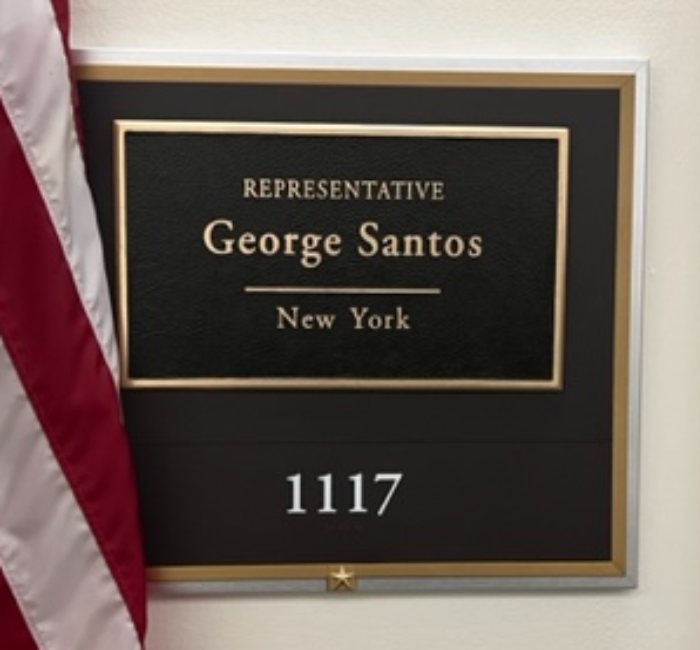 REPRESENTATIVE
George Santos
New York
1117